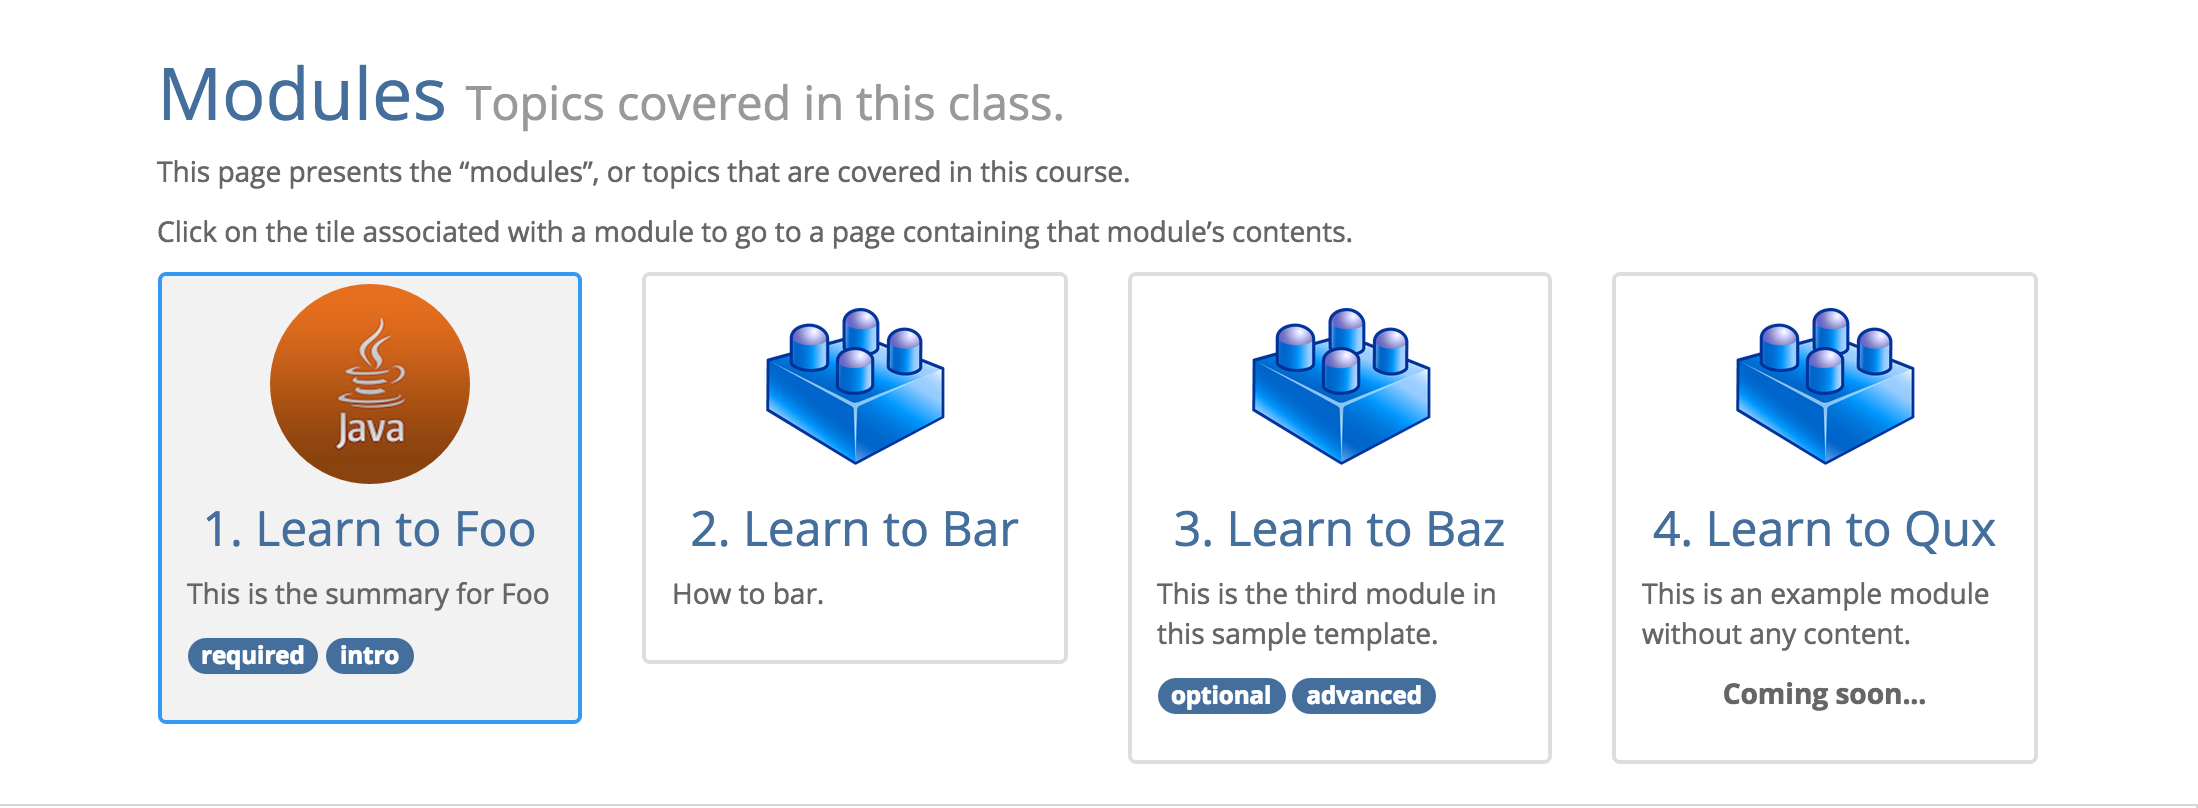 Modules Topics covered in this class.
This page presents the “modules”, or topics that are covered in this course.
Click on the tile associated with a module to go to a page containing that module’s contents.
Java
1. Learn to Foo
This is the summary for Foo
required intro
2. Learn to Bar
How to bar.
3. Learn to Baz
This is the third module in
this sample template.
optional advanced
4. Learn to Qux
This is an example module
without any content.
Coming soon...